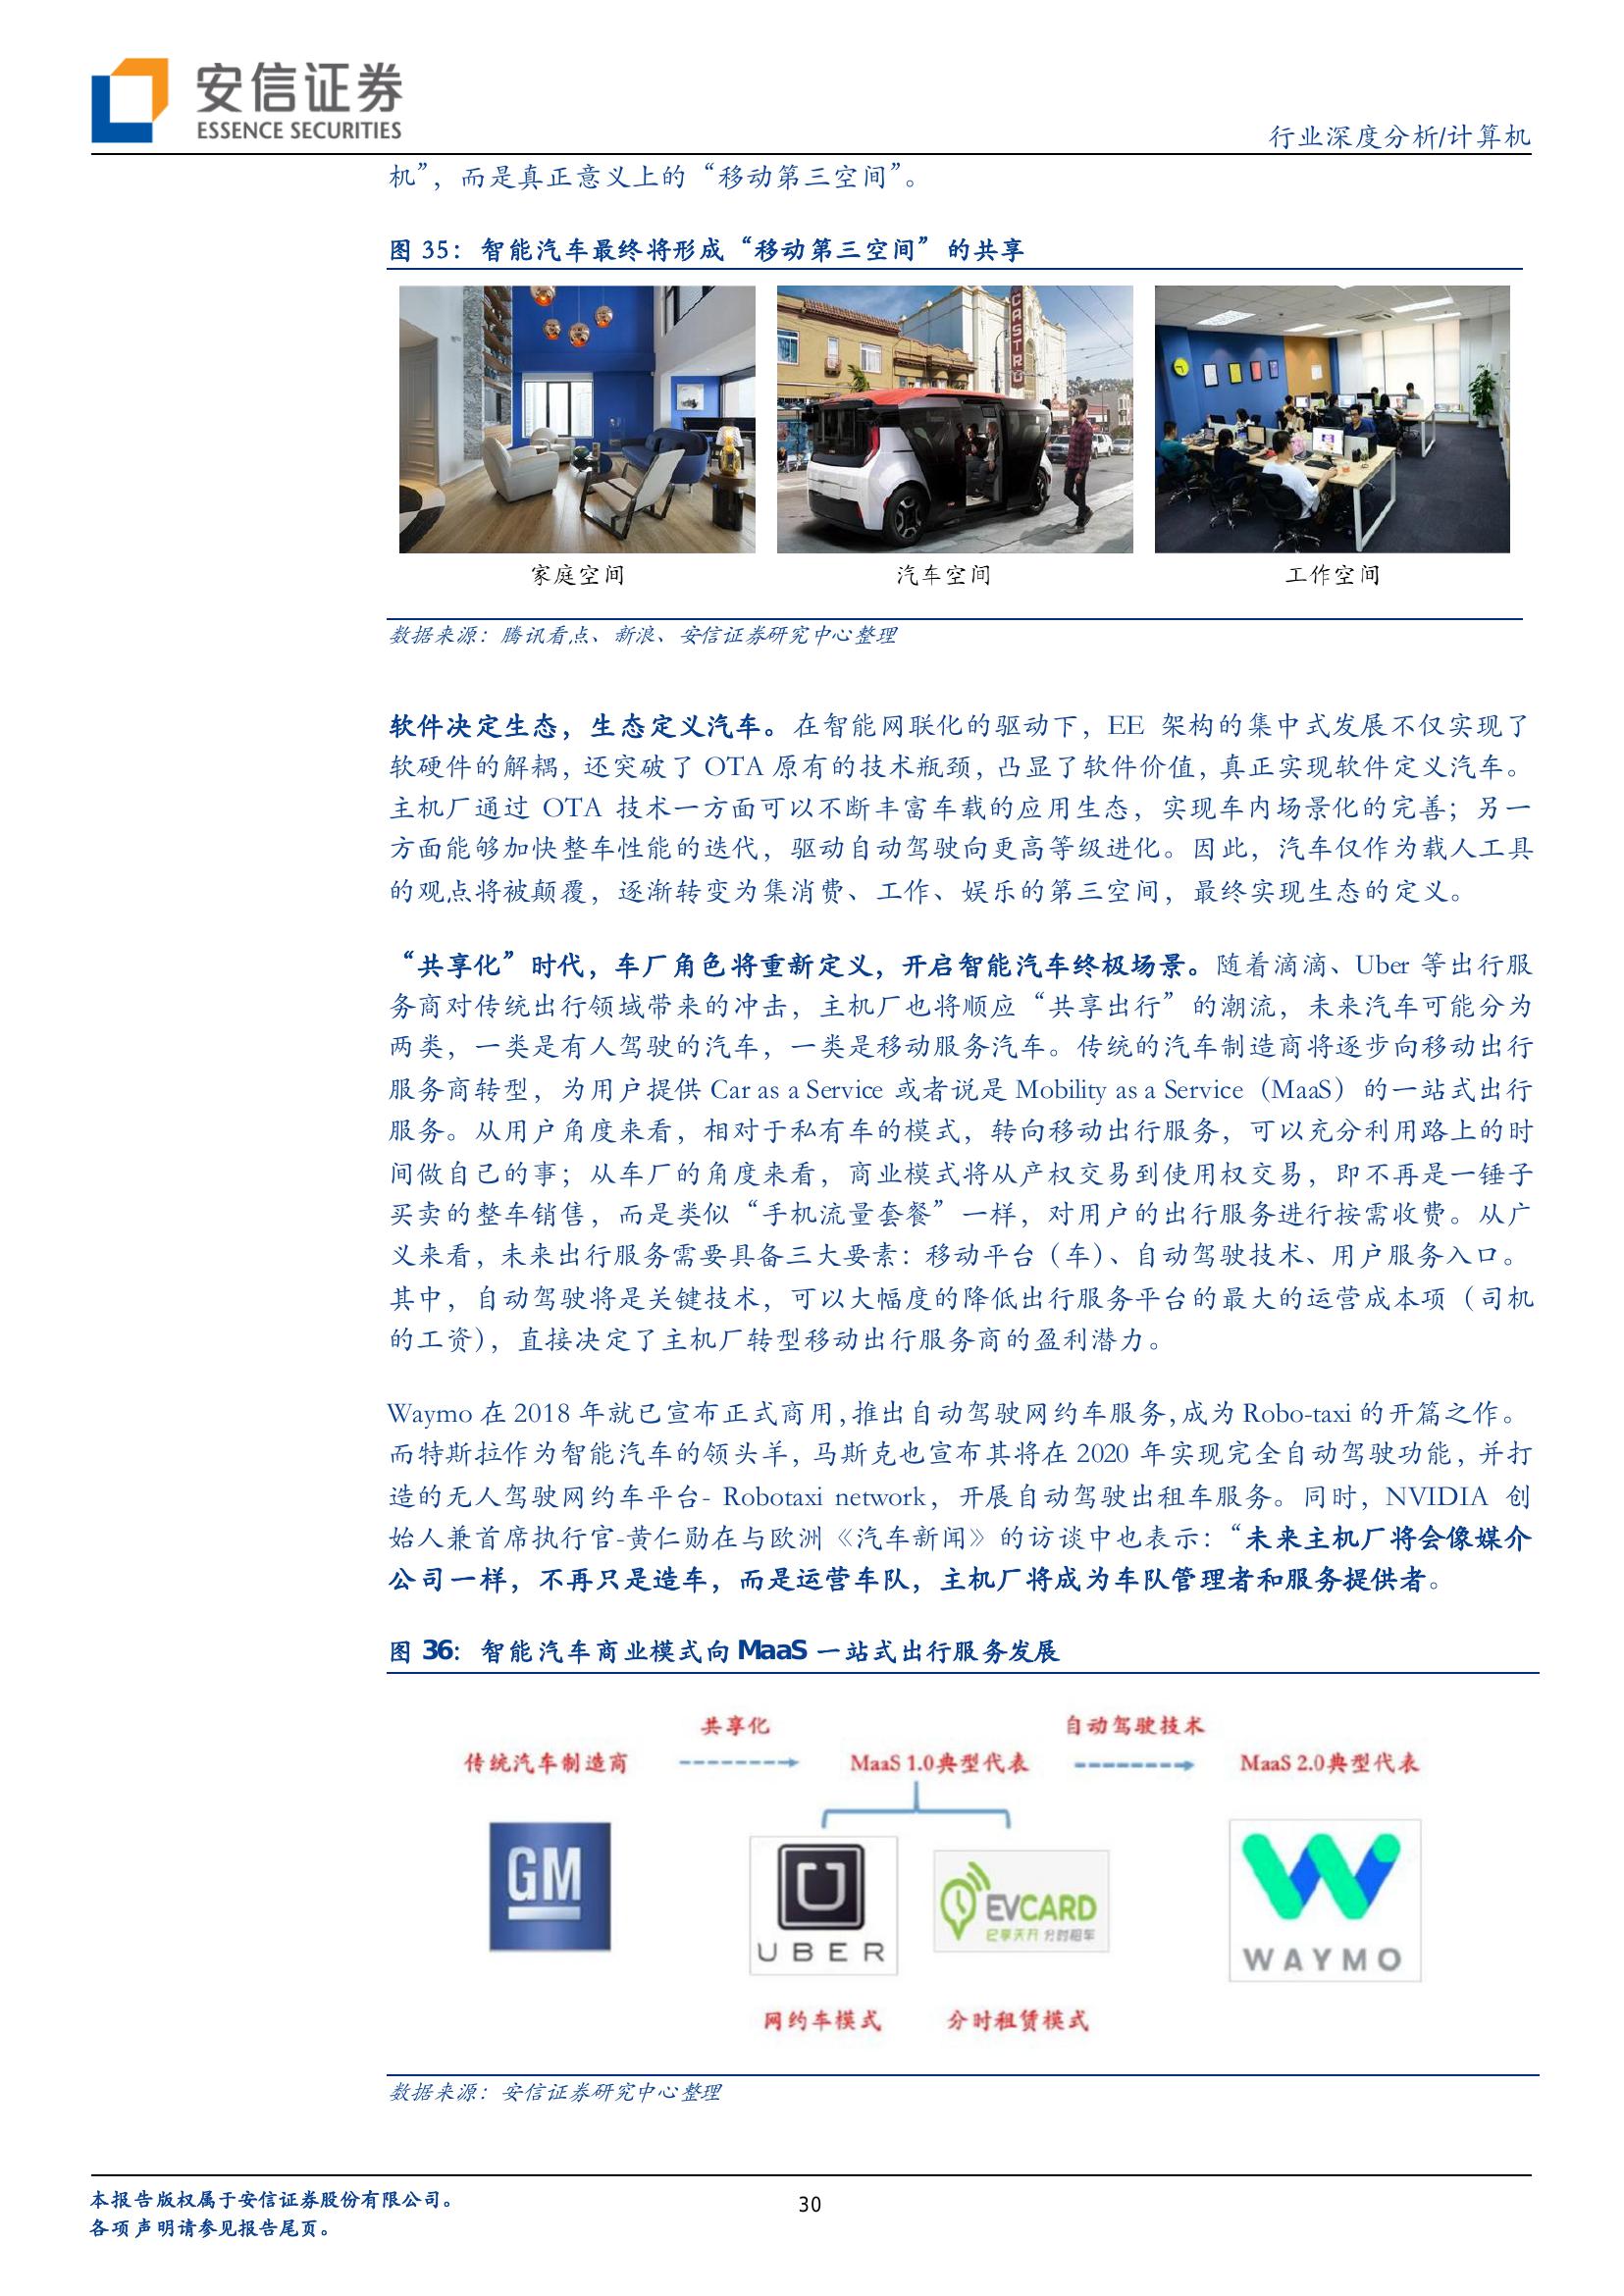 安信证券
ESSENCE SECURITIES
行业深度分析/计算机
机”，而是真正意义上的“移动第三空间”。
图 35：智能汽车最终将形成“移动第三空间”的共享
CASTRO
家庭空间
汽车空间
工作空间
数据来源：腾讯看点、新浪、安信证券研究中心整理
软件决定生态，生态定义汽车。在智能网联化的驱动下，EE 架构的集中式发展不仅实现了
软硬件的解耦，还突破了 OTA 原有的技术瓶颈，凸显了软件价值，真正实现软件定义汽车。
主机厂通过 OTA 技术一方面可以不断丰富车载的应用生态，实现车内场景化的完善；另一
方面能够加快整车性能的迭代，驱动自动驾驶向更高等级进化。因此，汽车仅作为载人工具
的观点将被颠覆，逐渐转变为集消费、工作、娱乐的第三空间，最终实现生态的定义。
“共享化”时代，车厂角色将重新定义，开启智能汽车终极场景。随着滴滴、Uber 等出行服
务商对传统出行领域带来的冲击，主机厂也将顺应“共享出行”的潮流，未来汽车可能分为
两类，一类是有人驾驶的汽车，一类是移动服务汽车。传统的汽车制造商将逐步向移动出行
服务商转型，为用户提供 Car as a Service 或者说是 Mobility as a Service（MaaS）的一站式出行
服务。从用户角度来看，相对于私有车的模式，转向移动出行服务，可以充分利用路上的时
间做自己的事；从车厂的角度来看，商业模式将从产权交易到使用权交易，即不再是一锤子
买卖的整车销售，而是类似“手机流量套餐”一样，对用户的出行服务进行按需收费。从广
义来看，未来出行服务需要具备三大要素：移动平台（车）、自动驾驶技术、用户服务入口。
其中，自动驾驶将是关键技术，可以大幅度的降低出行服务平台的最大的运营成本项（司机
的工资），直接决定了主机厂转型移动出行服务商的盈利潜力。
Waymo 在 2018 年就已宣布正式商用，推出自动驾驶网约车服务，成为 Robo-taxi 的开篇之作。
而特斯拉作为智能汽车的领头羊，马斯克也宣布其将在 2020 年实现完全自动驾驶功能，并打
造的无人驾驶网约车平台- Robotaxi network，开展自动驾驶出租车服务。同时，NVIDIA 创
始人兼首席执行官-黄仁勋在与欧洲《汽车新闻》的访谈中也表示：“未来主机厂将会像媒介
公司一样，不再只是造车，而是运营车队，主机厂将成为车队管理者和服务提供者。
图 36：智能汽车商业模式向 MaaS 一站式出行服务发展
共享化
自动驾驶技术
传统汽车制造商
MaaS 1.0典型代表
MaaS 2.0典型代表
GM
UBER
EVCARD
分时租车
WAYMO
网约车模式
分时租赁模式
数据来源：安信证券研究中心整理
本报告版权属于安信证券股份有限公司。
30
各项声明请参见报告尾页。